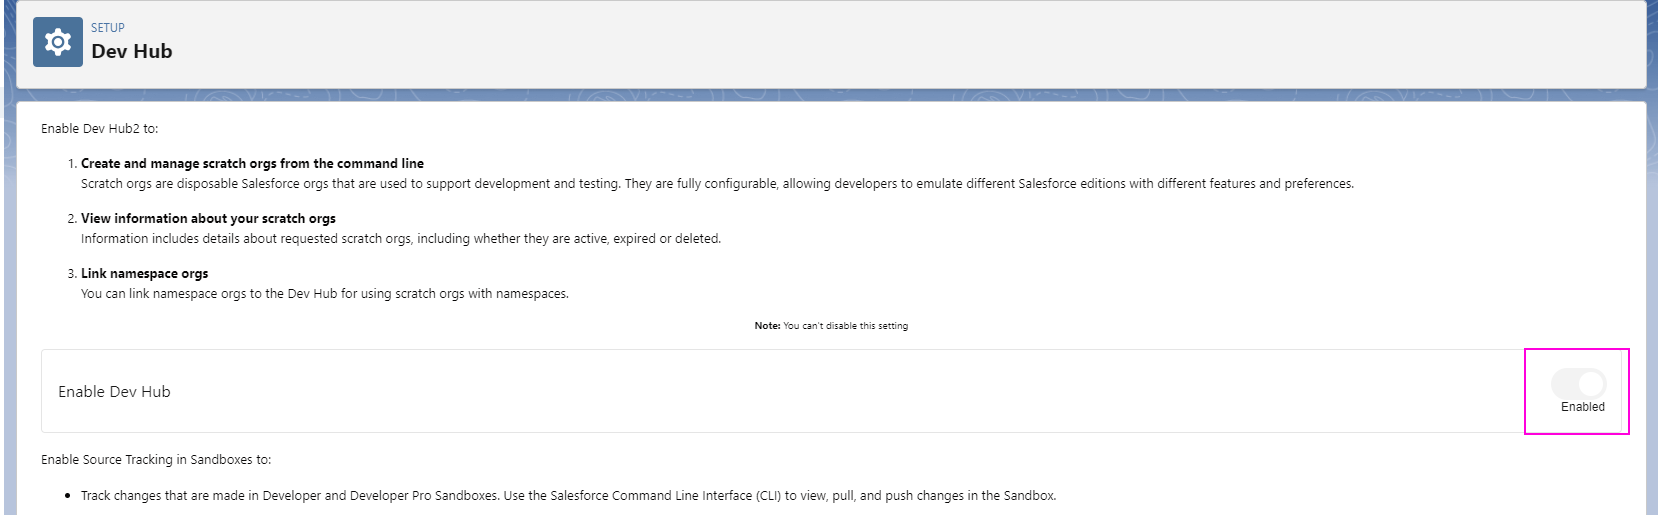 SETUP
Dev Hub
Enable Dev Hub2 to:
1. Create and manage scratch orgs from the command line
Scratch orgs are disposable Salesforce orgs that are used to support development and testing. They are fully configurable, allowing developers to emulate different Salesforce editions with different features and preferences.
2. View information about your scratch orgs
Information includes details about requested scratch orgs, including whether they are active, expired or deleted.
3. Link namespace orgs
You can link namespace orgs to the Dev Hub for using scratch orgs with namespaces.
Note: You can't disable this setting
Enable Dev Hub
Enabled
Enable Source Tracking in Sandboxes to:
• Track changes that are made in Developer and Developer Pro Sandboxes. Use the Salesforce Command Line Interface (CLI) to view, pull, and push changes in the Sandbox.